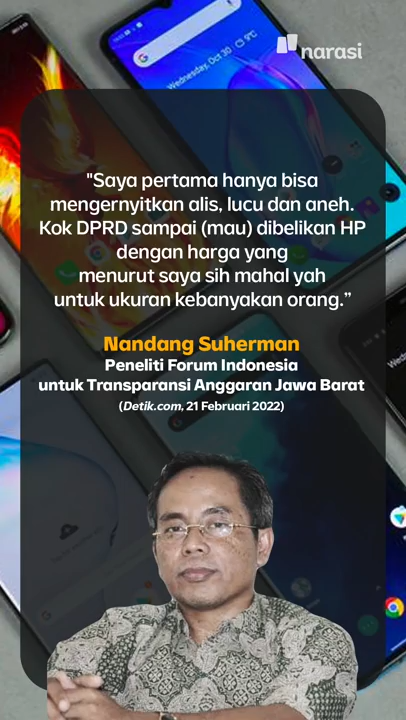 narasi
Wednesday, Oct 30
9°C
"Saya pertama hanya bisa
mengernyitkan alis, lucu dan aneh.
Kok DPRD sampai (mau) dibelikan HP
dengan harga yang
menurut saya sih mahal yah
untuk ukuran kebanyakan orang.”
Nandang Suherman
Peneliti Forum Indonesia
untuk Transparansi Anggaran Jawa Barat
(Detik.com, 21 Februari 2022)